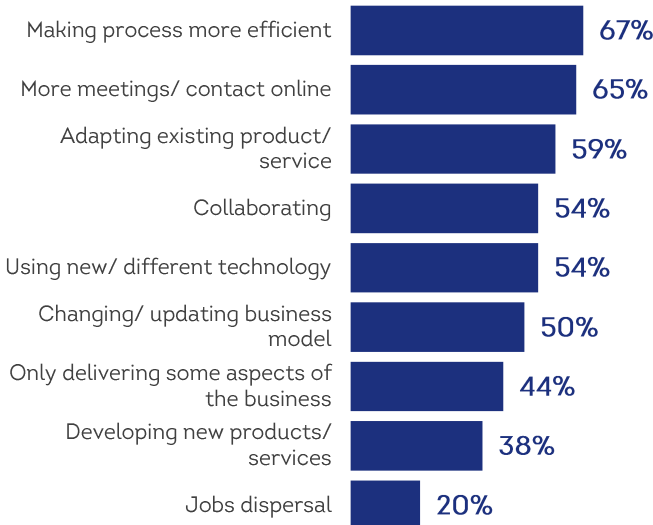 Making process more efficient 67%
More meetings/ contact online 65%
Adapting existing product/
service 59%
Collaborating 54%
Using new/ different technology 54%
Changing/ updating business
model 50%
Only delivering some aspects of
the business 44%
Developing new products/
services 38%
Jobs dispersal 20%